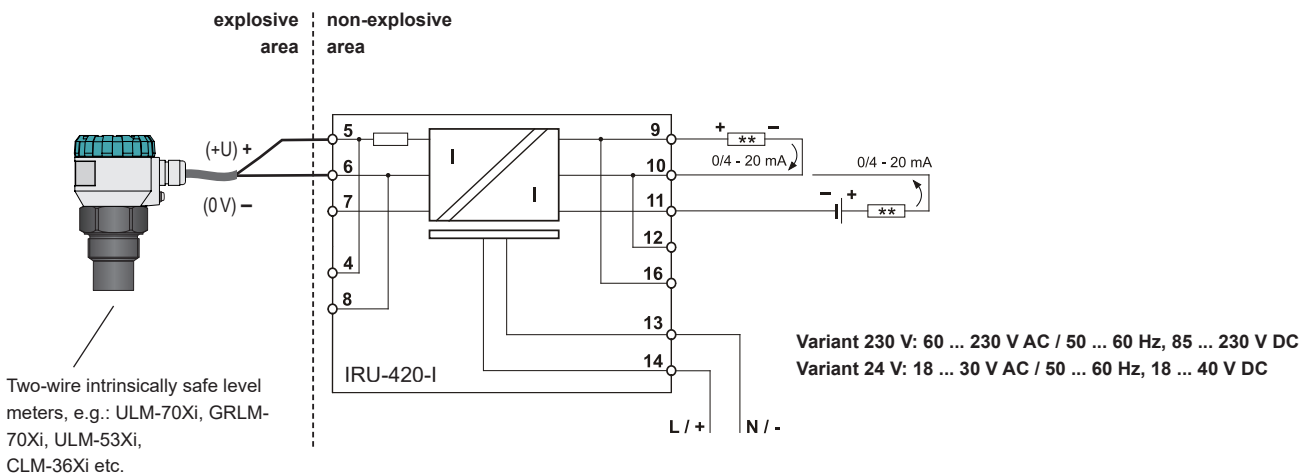 explosive
area
non-explosive
area
5
(+U) +
6
(0 V) –
7
4
8
I
I
9
+ ** –
0/4 - 20 mA
10
0/4 - 20 mA
11
– +
**
12
16
13
14
IRU-420-I
L / +
N / -
Variant 230 V: 60 ... 230 V AC / 50 ... 60 Hz, 85 ... 230 V DC
Variant 24 V: 18 ... 30 V AC / 50 ... 60 Hz, 18 ... 40 V DC
Two-wire intrinsically safe level
meters, e.g.: ULM-70Xi, GRLM-
70Xi, ULM-53Xi,
CLM-36Xi etc.